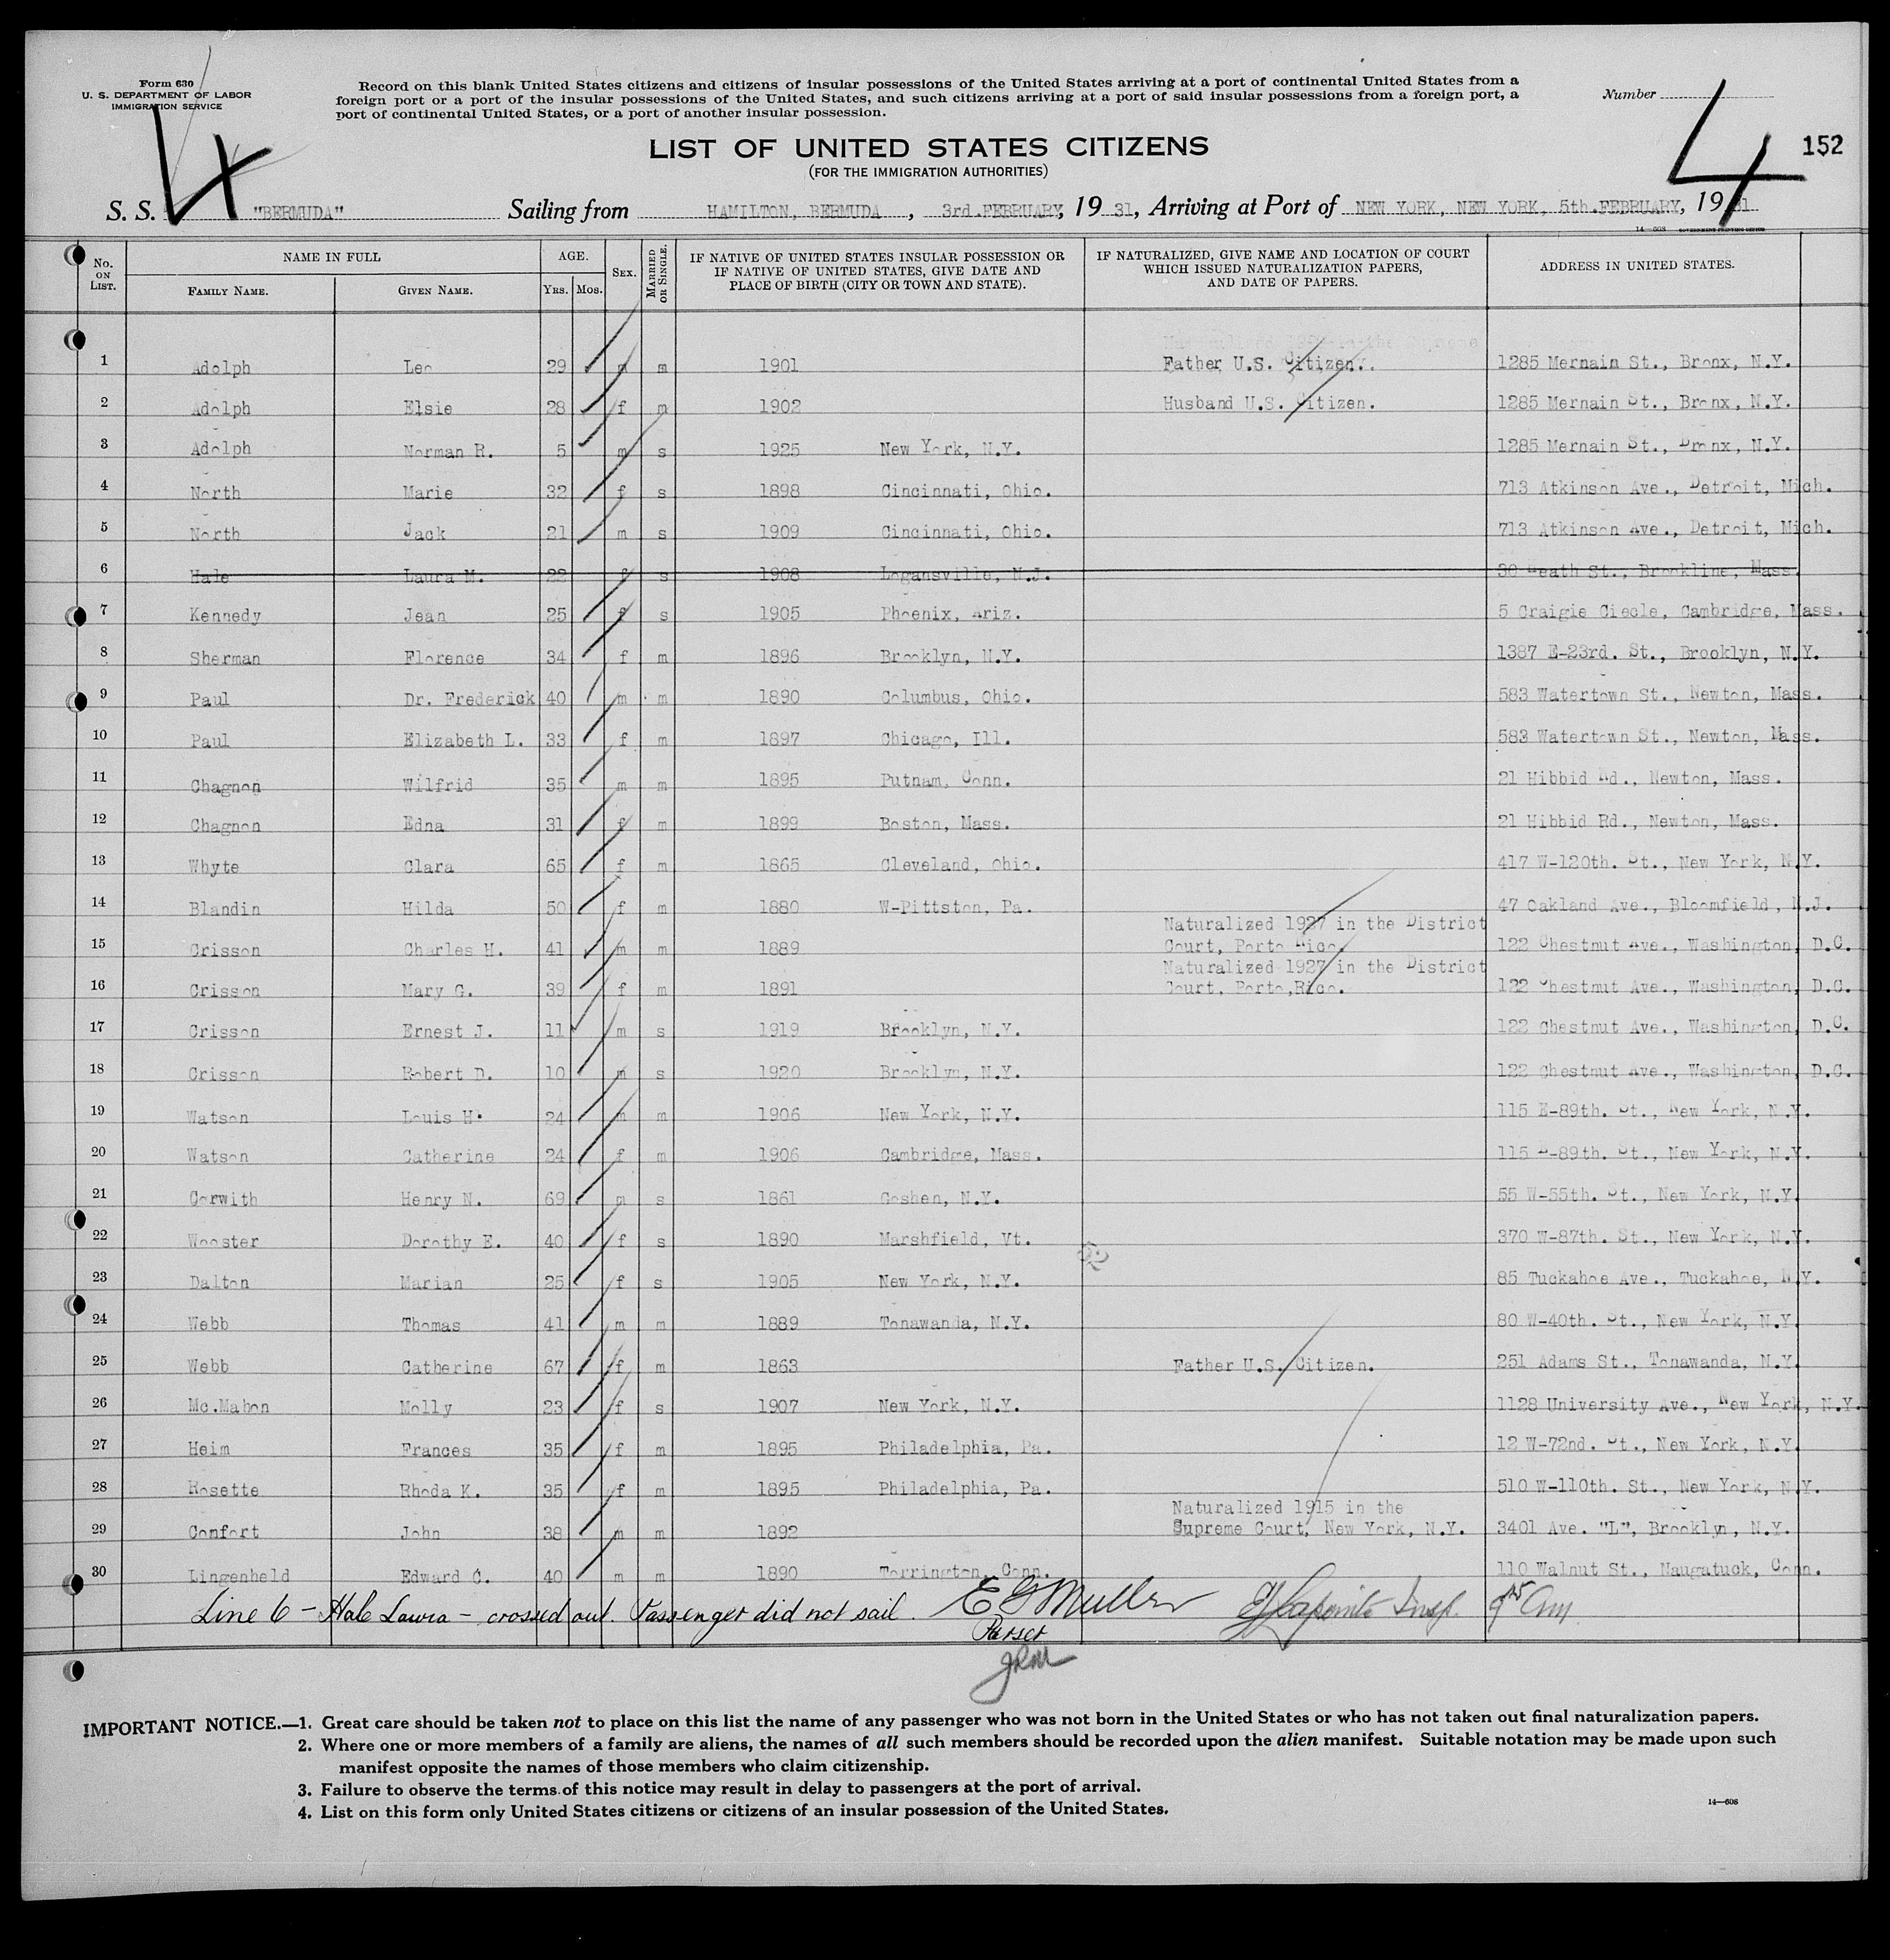 Form 630
U. S. DEPARTMENT OF LABOR
IMMIGRATION SERVICE
Record on this blank United States citizens and citizens of insular possessions of the United States arriving at a port of continental United States from a
foreign port or a port of the insular possessions of the United States, and such citizens arriving at a port of said insular possessions from a foreign port, a
port of continental United States, or a port of another insular possession.
Number
4
4
152
LIST OF UNITED STATES CITIZENS
(FOR THE IMMIGRATION AUTHORITIES)
S. S. "BERMUDA" Sailing from HAMILTON, BERMUDA, 3rd.FEBRUARY, 19 31, Arriving at Port of NEW YORK, NEW YORK, 5th.FEBRUARY, 1931
14—608 GOVERNMENT PRINTING OFFICE
No. ON LIST. NAME IN FULL FAMILY NAME. GIVEN NAME. AGE. YRS. MOS. SEX. MARRIED OR SINGLE. IF NATIVE OF UNITED STATES INSULAR POSSESSION OR IF NATIVE OF UNITED STATES, GIVE DATE AND PLACE OF BIRTH (CITY OR TOWN AND STATE). IF NATURALIZED, GIVE NAME AND LOCATION OF COURT WHICH ISSUED NATURALIZATION PAPERS, AND DATE OF PAPERS. ADDRESS IN UNITED STATES.
1 Adolph Leo 29 m m 1901 Father U.S. Citizen. 1285 Mernain St., Bronx, N.Y.
2 Adolph Elsie 28 f m 1902 Husband U.S. Citizen. 1285 Mernain St., Bronx, N.Y.
3 Adolph Norman R. 5 m s 1925 New York, N.Y. 1285 Mernain St., Bronx, N.Y.
4 North Marie 32 f s 1898 Cincinnati, Ohio. 713 Atkinson Ave., Detroit, Mich.
5 North Jack 21 m s 1909 Cincinnati, Ohio. 713 Atkinson Ave., Detroit, Mich.
6 Hale Laura M. 22 f s 1908 Logansville, N.J. 30 Heath St., Brookline, Mass.
7 Kennedy Jean 25 f s 1905 Phoenix, Ariz. 5 Craigie Ciecle, Cambridge, Mass.
8 Sherman Florence 34 f m 1896 Brooklyn, N.Y. 1387 E-23rd. St., Brooklyn, N.Y.
9 Paul Dr. Frederick 40 m m 1890 Columbus, Ohio. 583 Watertown St., Newton, Mass.
10 Paul Elizabeth L. 33 f m 1897 Chicago, Ill. 583 Watertown St., Newton, Mass.
11 Chagnon Wilfrid 35 m m 1895 Putnam, Conn. 21 Hibbid Rd., Newton, Mass.
12 Chagnon Edna 31 f m 1899 Boston, Mass. 21 Hibbid Rd., Newton, Mass.
13 Whyte Clara 65 f m 1865 Cleveland, Ohio. 417 W-120th. St., New York, N.Y.
14 Blandin Hilda 50 f m 1880 W-Pittston, Pa. 47 Oakland Ave., Bloomfield, N.J.
15 Crisson Charles H. 41 m m 1889 Naturalized 1927 in the District Court, Porto Rico. 122 Chestnut Ave., Washington, D.C.
16 Crisson Mary G. 39 f m 1891 Naturalized 1927 in the District Court, Porto,Rico. 122 Chestnut Ave., Washington, D.C.
17 Crisson Ernest J. 11 m s 1919 Brooklyn, N.Y. 122 Chestnut Ave., Washington, D.C.
18 Crisson Robert D. 10 m s 1920 Brooklyn, N.Y. 122 Chestnut Ave., Washington, D.C.
19 Watson Louis H. 24 m m 1906 New York, N.Y. 115 E-89th. St., New York, N.Y.
20 Watson Catherine 24 f m 1906 Cambridge, Mass. 115 E-89th. St., New York, N.Y.
21 Corwith Henry N. 69 m s 1861 Goshen, N.Y. 55 W-55th. St., New York, N.Y.
22 Wooster Dorothy E. 40 f s 1890 Marshfield, Vt. 370 W-87th. St., New York, N.Y.
23 Dalton Marian 25 f s 1905 New York, N.Y. 85 Tuckahoe Ave., Tuckahoe, N.Y.
24 Webb Thomas 41 m m 1889 Tonawanda, N.Y. 80 W-40th. St., New York, N.Y.
25 Webb Catherine 67 f m 1863 Father U.S. Citizen. 251 Adams St., Tonawanda, N.Y.
26 Mc.Mahon Molly 23 f s 1907 New York, N.Y. 1128 University Ave., New York, N.Y.
27 Heim Frances 35 f m 1895 Philadelphia, Pa. 12 W-72nd. St., New York, N.Y.
28 Rosette Rhoda K. 35 f m 1895 Philadelphia, Pa. 510 W-110th. St., New York, N.Y.
29 Confort John 38 m m 1892 Naturalized 1915 in the Supreme Court, New York, N.Y. 3401 Ave. "L", Brooklyn, N.Y.
30 Lingenheld Edward C. 40 m m 1890 Torrington, Conn. 110 Walnut St., Naugatuck, Conn.
Line 6 - Hale Laura - crossed out. Passenger did not sail. E G Muller
Purser
JRM
IMPORTANT NOTICE.—1. Great care should be taken not to place on this list the name of any passenger who was not born in the United States or who has not taken out final naturalization papers.
2. Where one or more members of a family are aliens, the names of all such members should be recorded upon the alien manifest. Suitable notation may be made upon such
manifest opposite the names of those members who claim citizenship.
3. Failure to observe the terms of this notice may result in delay to passengers at the port of arrival.
4. List on this form only United States citizens or citizens of an insular possession of the United States.
14—608